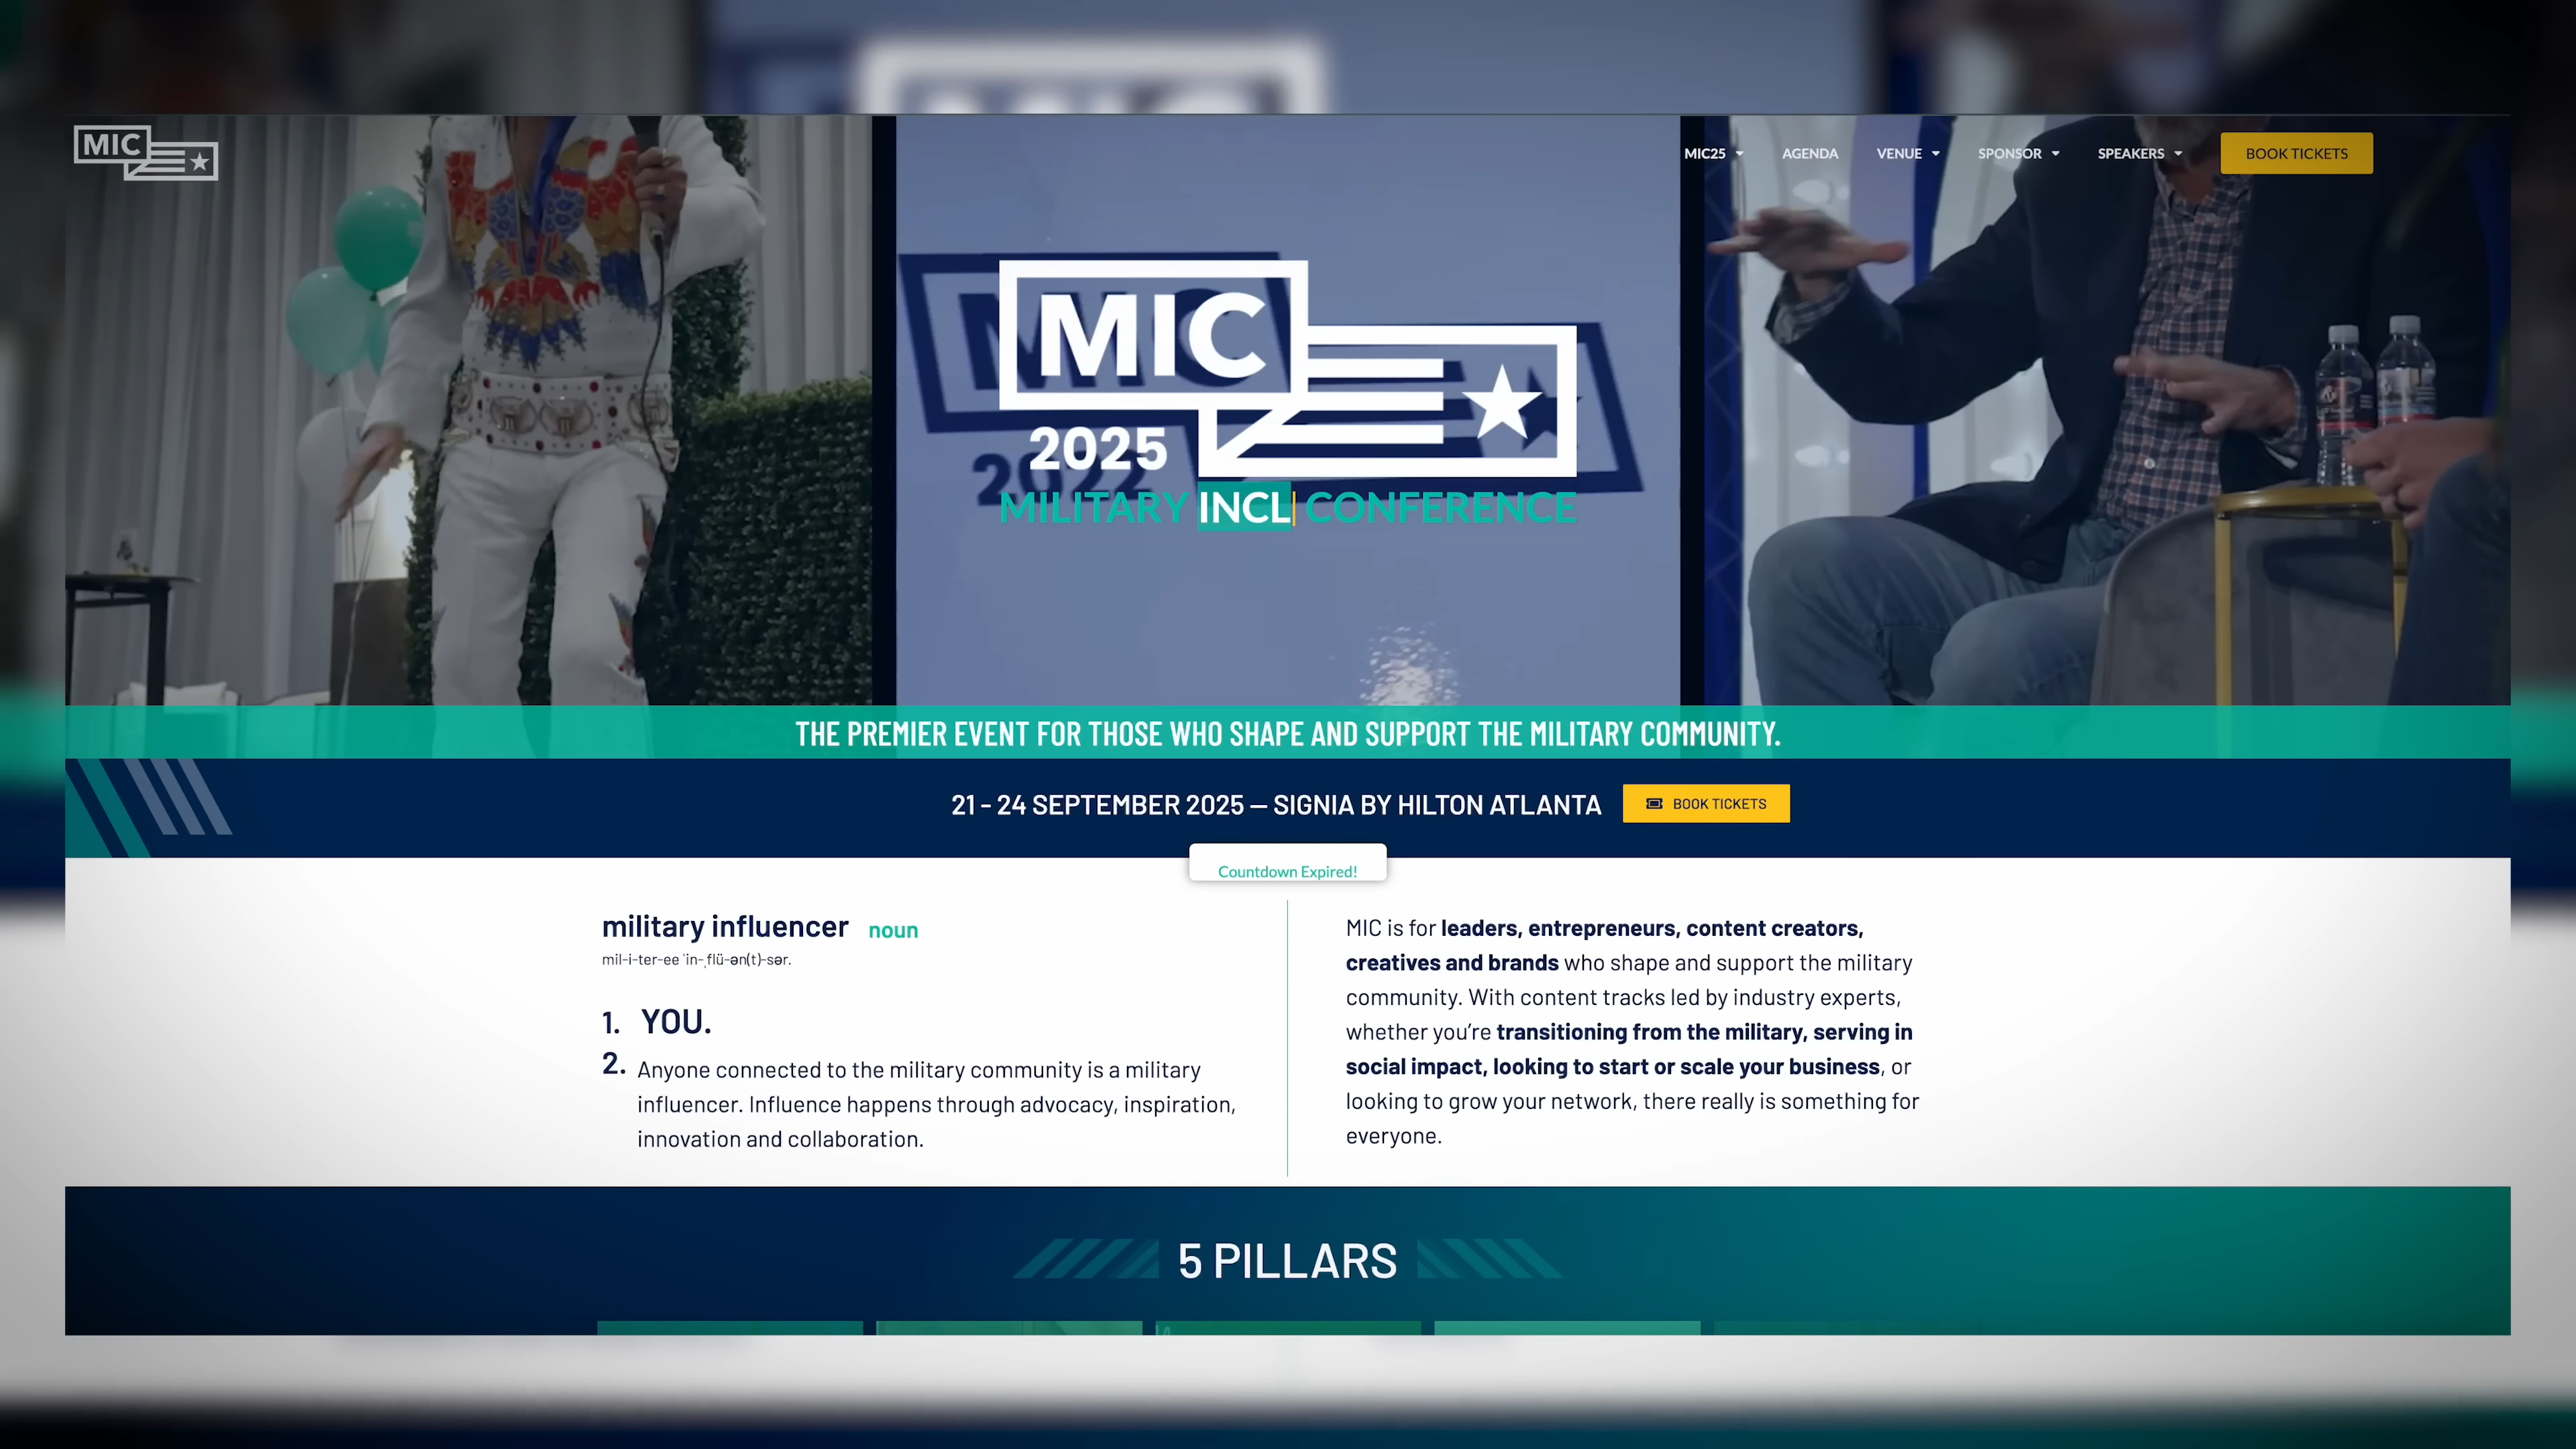 MIC
MIC25
AGENDA
VENUE
SPONSOR
SPEAKERS
BOOK TICKETS
MIC
2025
2022
MILITARY INCL CONFERENCE
THE PREMIER EVENT FOR THOSE WHO SHAPE AND SUPPORT THE MILITARY COMMUNITY.
21 - 24 SEPTEMBER 2025 — SIGNIA BY HILTON ATLANTA
BOOK TICKETS
Countdown Expired!
military influencer noun
mil-i-ter-ee ˈin-ˌflü-ən(t)-sər.
1. YOU.
2. Anyone connected to the military community is a military
influencer. Influence happens through advocacy, inspiration,
innovation and collaboration.
MIC is for leaders, entrepreneurs, content creators,
creatives and brands who shape and support the military
community. With content tracks led by industry experts,
whether you’re transitioning from the military, serving in
social impact, looking to start or scale your business, or
looking to grow your network, there really is something for
everyone.
5 PILLARS